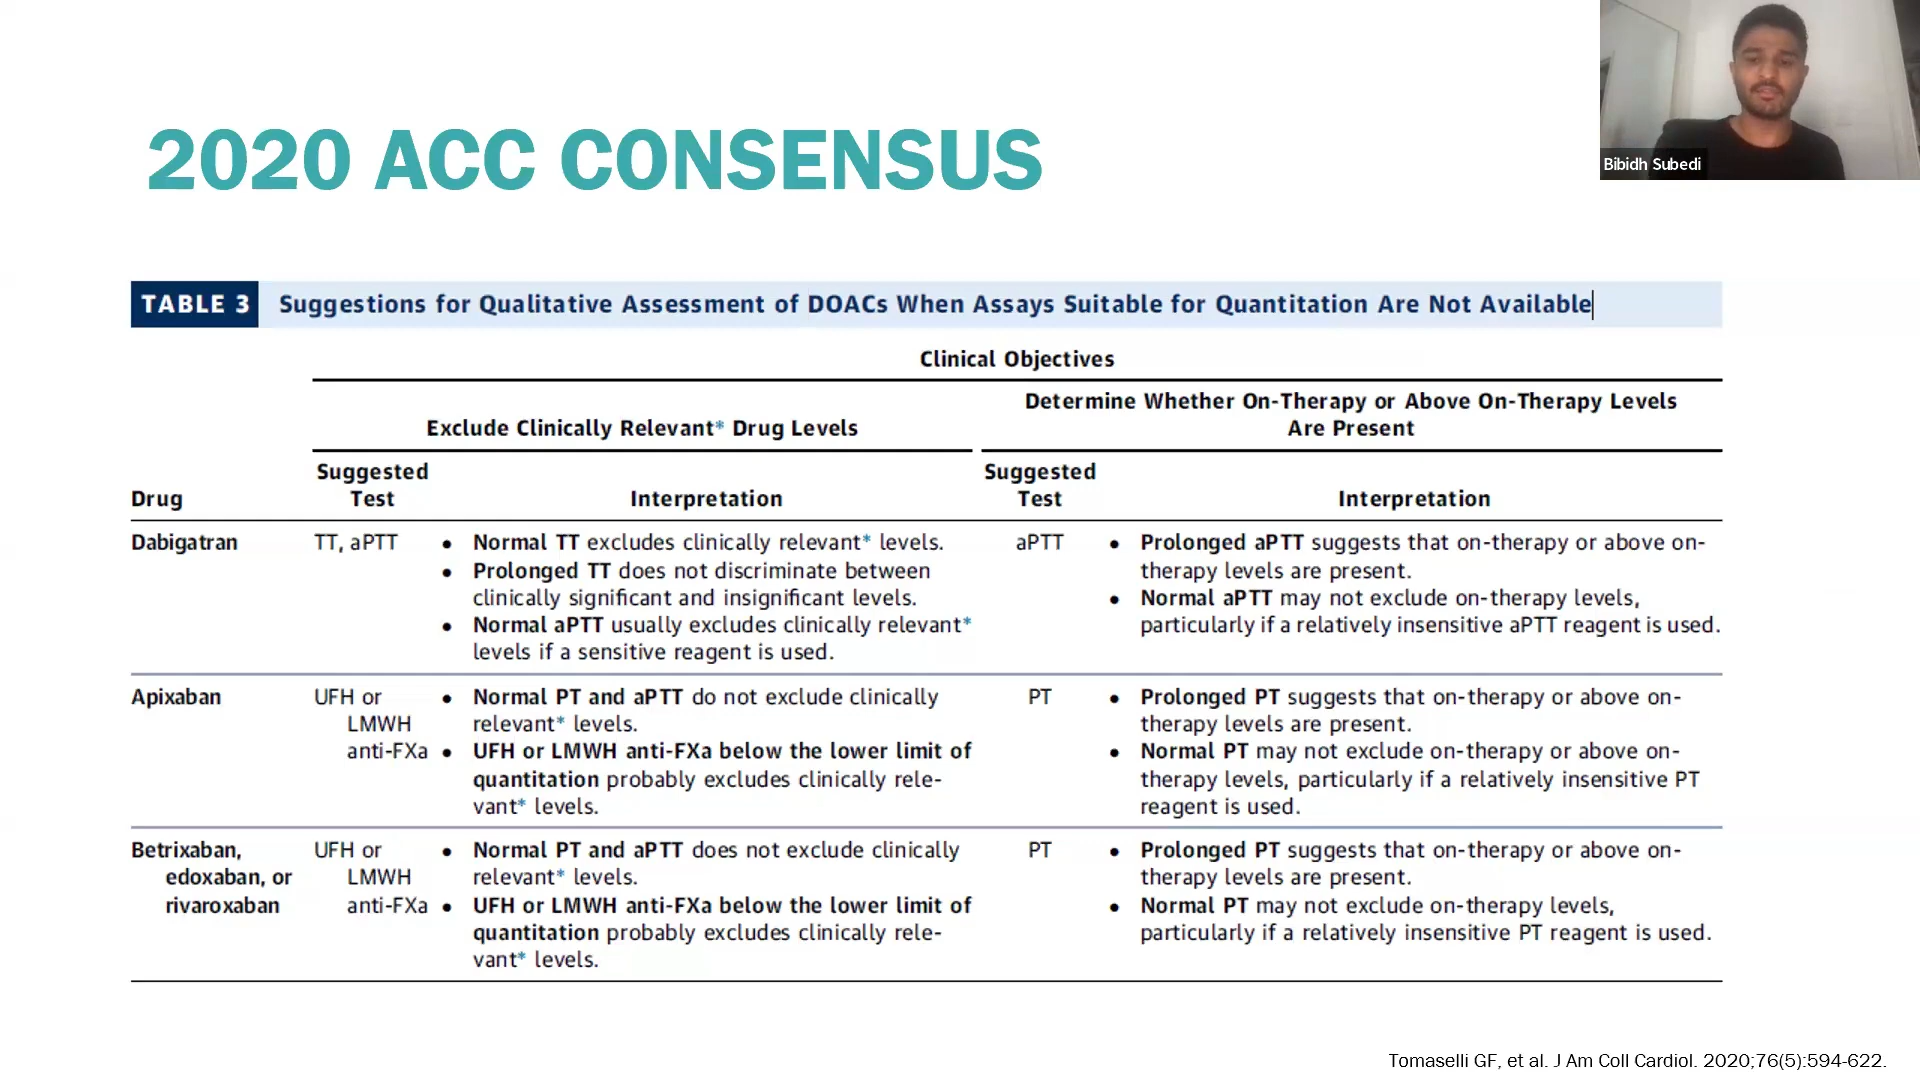 2020 ACC CONSENSUS
Bibidh Subedi
TABLE 3 Suggestions for Qualitative Assessment of DOACs When Assays Suitable for Quantitation Are Not Available
Clinical Objectives
Exclude Clinically Relevant* Drug Levels
Determine Whether On-Therapy or Above On-Therapy Levels
Are Present
Drug
Suggested
Test
Interpretation
Suggested
Test
Interpretation
Dabigatran
TT, aPTT
• Normal TT excludes clinically relevant* levels.
• Prolonged TT does not discriminate between
clinically significant and insignificant levels.
• Normal aPTT usually excludes clinically relevant*
levels if a sensitive reagent is used.
aPTT
• Prolonged aPTT suggests that on-therapy or above on-
therapy levels are present.
• Normal aPTT may not exclude on-therapy levels,
particularly if a relatively insensitive aPTT reagent is used.
Apixaban
UFH or
LMWH
anti-FXa
• Normal PT and aPTT do not exclude clinically
relevant* levels.
• UFH or LMWH anti-FXa below the lower limit of
quantitation probably excludes clinically rele-
vant* levels.
PT
• Prolonged PT suggests that on-therapy or above on-
therapy levels are present.
• Normal PT may not exclude on-therapy or above on-
therapy levels, particularly if a relatively insensitive PT
reagent is used.
Betrixaban,
edoxaban, or
rivaroxaban
UFH or
LMWH
anti-FXa
• Normal PT and aPTT does not exclude clinically
relevant* levels.
• UFH or LMWH anti-FXa below the lower limit of
quantitation probably excludes clinically rele-
vant* levels.
PT
• Prolonged PT suggests that on-therapy or above on-
therapy levels are present.
• Normal PT may not exclude on-therapy levels,
particularly if a relatively insensitive PT reagent is used.
Tomaselli GF, et al. J Am Coll Cardiol. 2020;76(5):594-622.